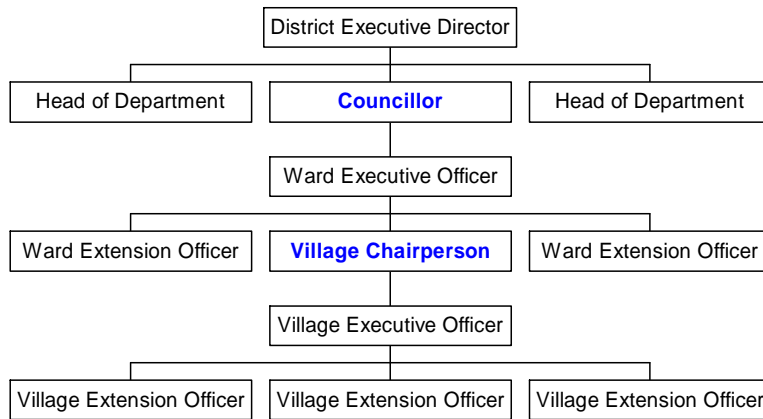 District Executive Director
Head of Department
Councillor
Head of Department
Ward Executive Officer
Ward Extension Officer
Village Chairperson
Ward Extension Officer
Village Executive Officer
Village Extension Officer
Village Extension Officer
Village Extension Officer